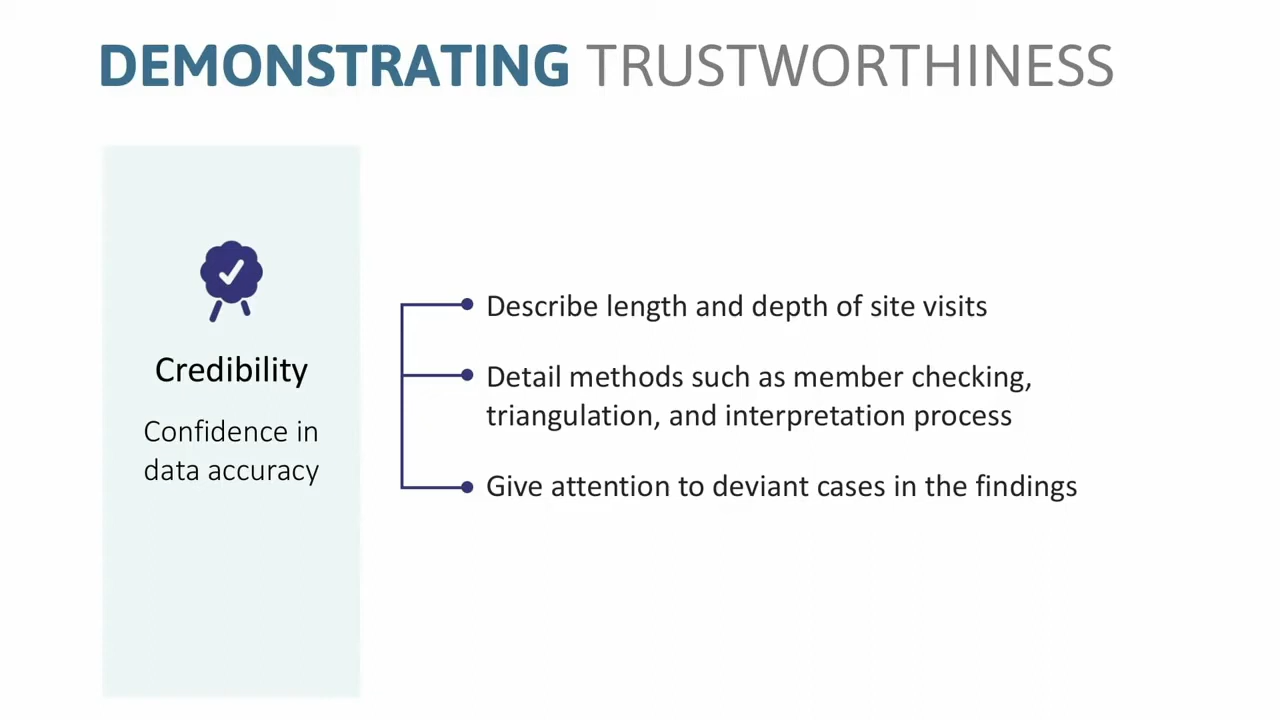 DEMONSTRATING TRUSTWORTHINESS
Credibility
Confidence in
data accuracy
Describe length and depth of site visits
Detail methods such as member checking,
triangulation, and interpretation process
Give attention to deviant cases in the findings